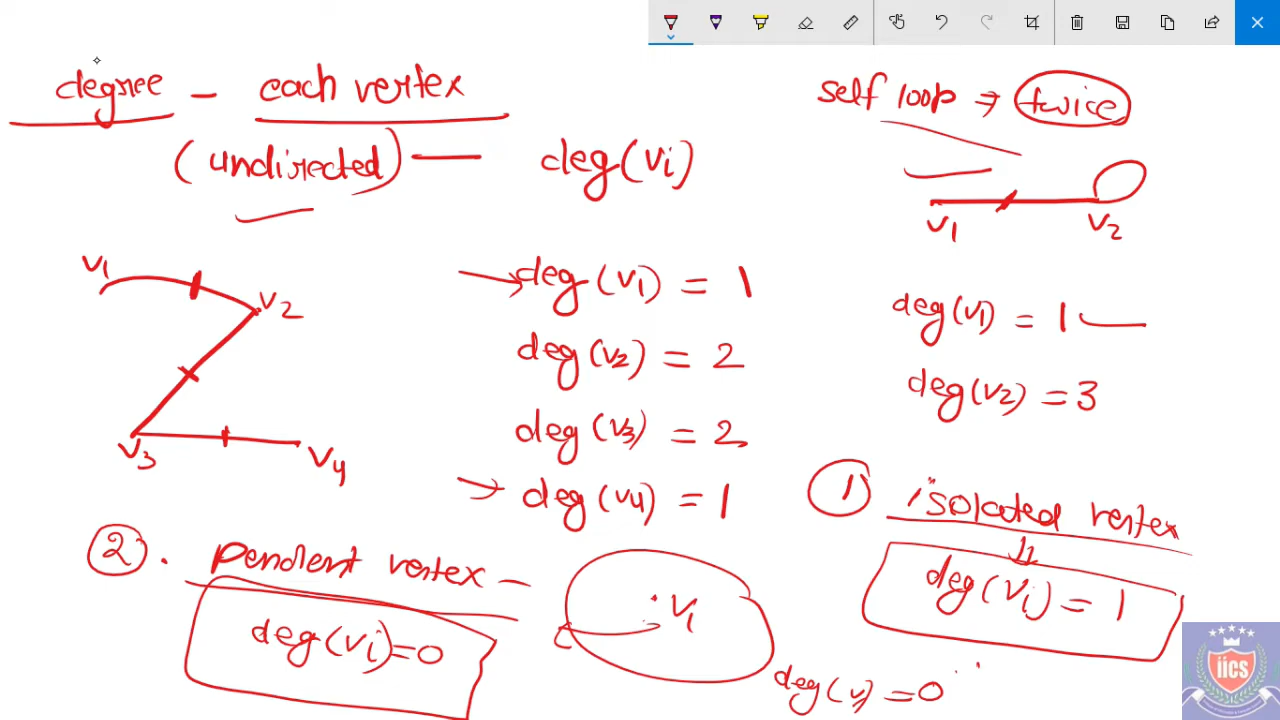 degree - each vertex
(undirected) — deg(vi)
self loop → twice
v1 v2
v1
v2
v3
v4
deg(v1) = 1
deg(v2) = 2
deg(v3) = 2
deg(v4) = 1
deg(v1) = 1
deg(v2) = 3
1 isolated vertex
deg(vi) = 1
2. pendent vertex -
deg(vi)=0
v1
deg(v) = 0
iics